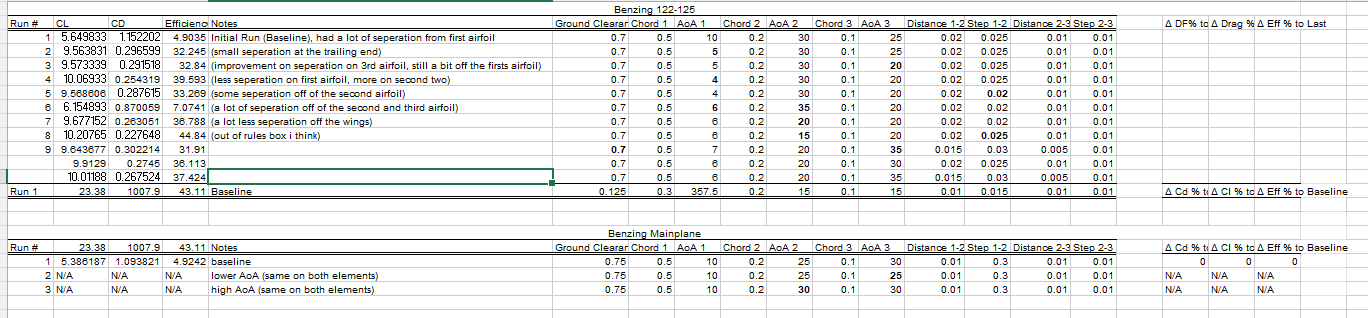 Benzing 122-125
Run # CL CD Efficienc Notes Ground Clearar Chord 1 AoA 1 Chord 2 AoA 2 Chord 3 AoA 3 Distance 1-2 Step 1-2 Distance 2-3 Step 2-3 Δ DF% to Δ Drag % Δ Eff % to Last
1 5.649833 1.152202 4.9035 Initial Run (Baseline), had a lot of seperation from first airfoil 0.7 0.5 10 0.2 30 0.1 25 0.02 0.025 0.01 0.01
2 9.563831 0.296599 32.245 (small seperation at the trailing end) 0.7 0.5 5 0.2 30 0.1 25 0.02 0.025 0.01 0.01
3 9.573339 0.291518 32.84 (improvement on seperation on 3rd airfoil, still a bit off the firsts airfoil) 0.7 0.5 5 0.2 30 0.1 20 0.02 0.025 0.01 0.01
4 10.06933 0.254319 39.593 (less seperation on first airfoil, more on second two) 0.7 0.5 4 0.2 30 0.1 20 0.02 0.025 0.01 0.01
5 9.568606 0.287615 33.269 (some seperation off of the second airfoil) 0.7 0.5 4 0.2 30 0.1 20 0.02 0.02 0.01 0.01
6 6.154893 0.870059 7.0741 (a lot of seperation off of the second and third airfoil) 0.7 0.5 6 0.2 35 0.1 20 0.02 0.02 0.01 0.01
7 9.677152 0.263051 36.788 (a lot less seperation off the wings) 0.7 0.5 6 0.2 20 0.1 20 0.02 0.02 0.01 0.01
8 10.20765 0.227648 44.84 (out of rules box i think) 0.7 0.5 6 0.2 15 0.1 20 0.02 0.025 0.01 0.01
9 9.643677 0.302214 31.91 0.7 0.5 7 0.2 20 0.1 35 0.015 0.03 0.005 0.01
9.9129 0.2745 36.113 0.7 0.5 6 0.2 20 0.1 30 0.02 0.025 0.01 0.01
10.01188 0.267524 37.424 0.7 0.5 6 0.2 20 0.1 35 0.015 0.03 0.005 0.01
Run 1 23.38 1007.9 43.11 Baseline 0.125 0.3 357.5 0.2 15 0.1 15 0.01 0.015 0.01 0.01 Δ Cd % to Δ Cl % to Δ Eff % to Baseline
Benzing Mainplane
Run # 23.38 1007.9 43.11 Notes Ground Clearar Chord 1 AoA 1 Chord 2 AoA 2 Chord 3 AoA 3 Distance 1-2 Step 1-2 Distance 2-3 Step 2-3 Δ Cd % to Δ Cl % to Δ Eff % to Baseline
1 5.386187 1.093821 4.9242 baseline 0.75 0.5 10 0.2 25 0.1 30 0.01 0.3 0.01 0.01 0 0 0
2 N/A N/A N/A lower AoA (same on both elements) 0.75 0.5 10 0.2 25 0.1 25 0.01 0.3 0.01 0.01 N/A N/A N/A
3 N/A N/A N/A high AoA (same on both elements) 0.75 0.5 10 0.2 30 0.1 30 0.01 0.3 0.01 0.01 N/A N/A N/A